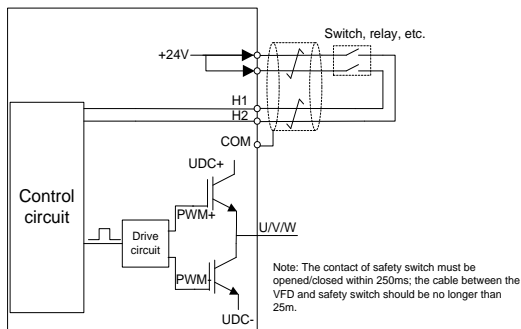 Switch, relay, etc.
+24V
H1
H2
COM
UDC+
Control
circuit
PWM+
Drive
circuit
U/V/W
PWM-
UDC-
Note: The contact of safety switch must be
opened/closed within 250ms; the cable between the
VFD and safety switch should be no longer than
25m.